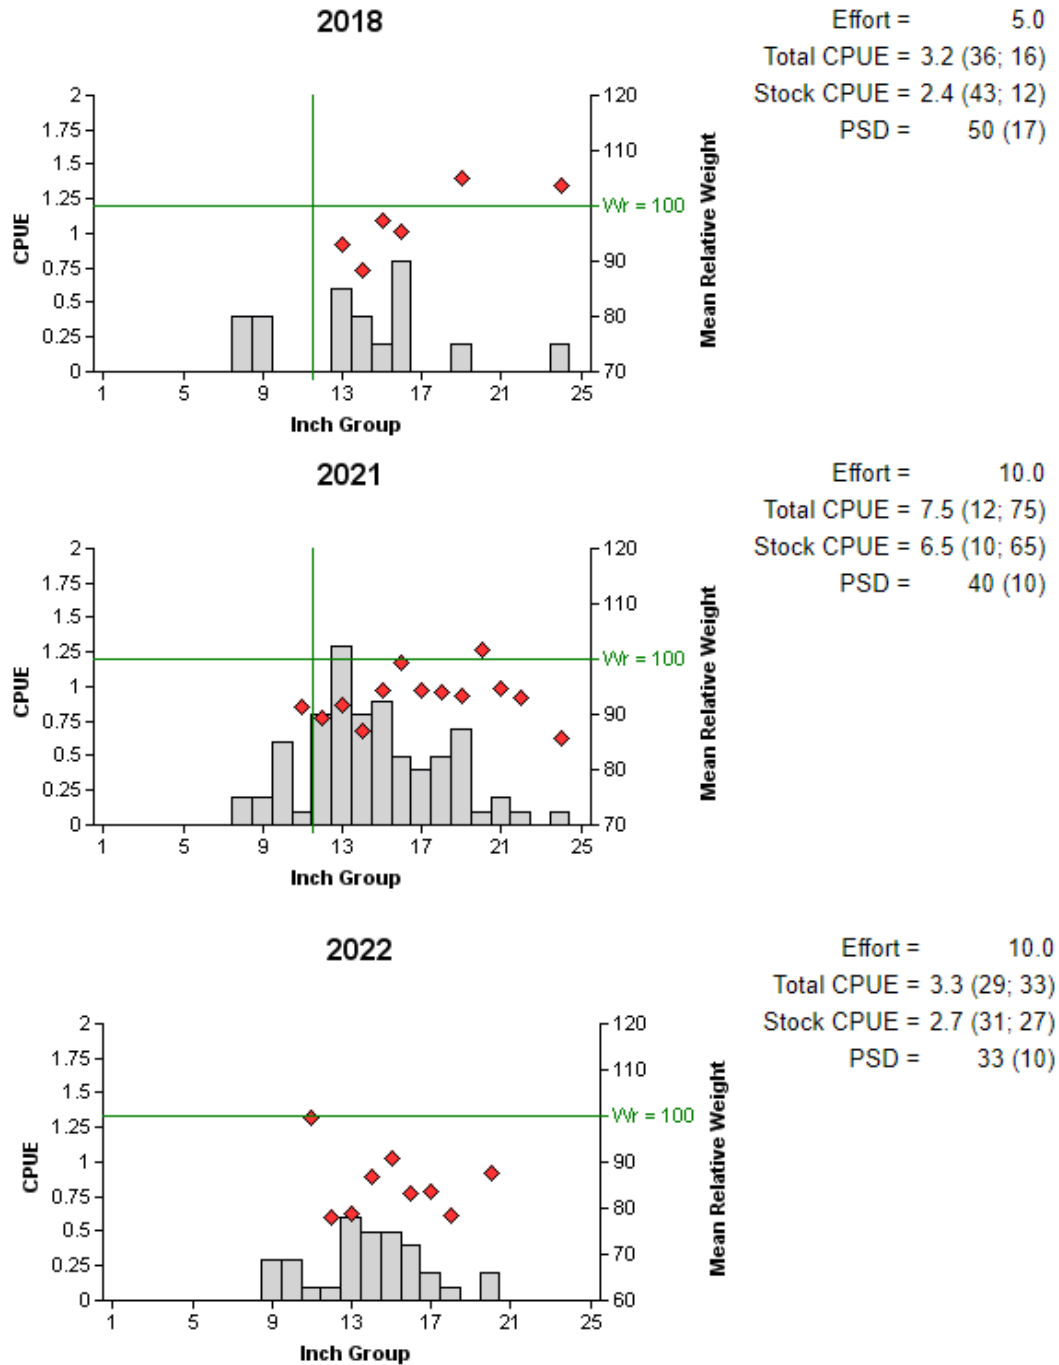 2018
Effort = 5.0
Total CPUE = 3.2 (36; 16)
Stock CPUE = 2.4 (43; 12)
PSD = 50 (17)
2
1.75
1.5
1.25
1
0.75
0.5
0.25
0
CPUE
120
110
Wr = 100
90
80
70
Mean Relative Weight
1 5 9 13 17 21 25
Inch Group
2021
Effort = 10.0
Total CPUE = 7.5 (12; 75)
Stock CPUE = 6.5 (10; 65)
PSD = 40 (10)
2
1.75
1.5
1.25
1
0.75
0.5
0.25
0
CPUE
120
110
Wr = 100
90
80
70
Mean Relative Weight
1 5 9 13 17 21 25
Inch Group
2022
Effort = 10.0
Total CPUE = 3.3 (29; 33)
Stock CPUE = 2.7 (31; 27)
PSD = 33 (10)
2
1.75
1.5
1.25
1
0.75
0.5
0.25
0
CPUE
120
110
Wr = 100
90
80
70
60
Mean Relative Weight
1 5 9 13 17 21 25
Inch Group